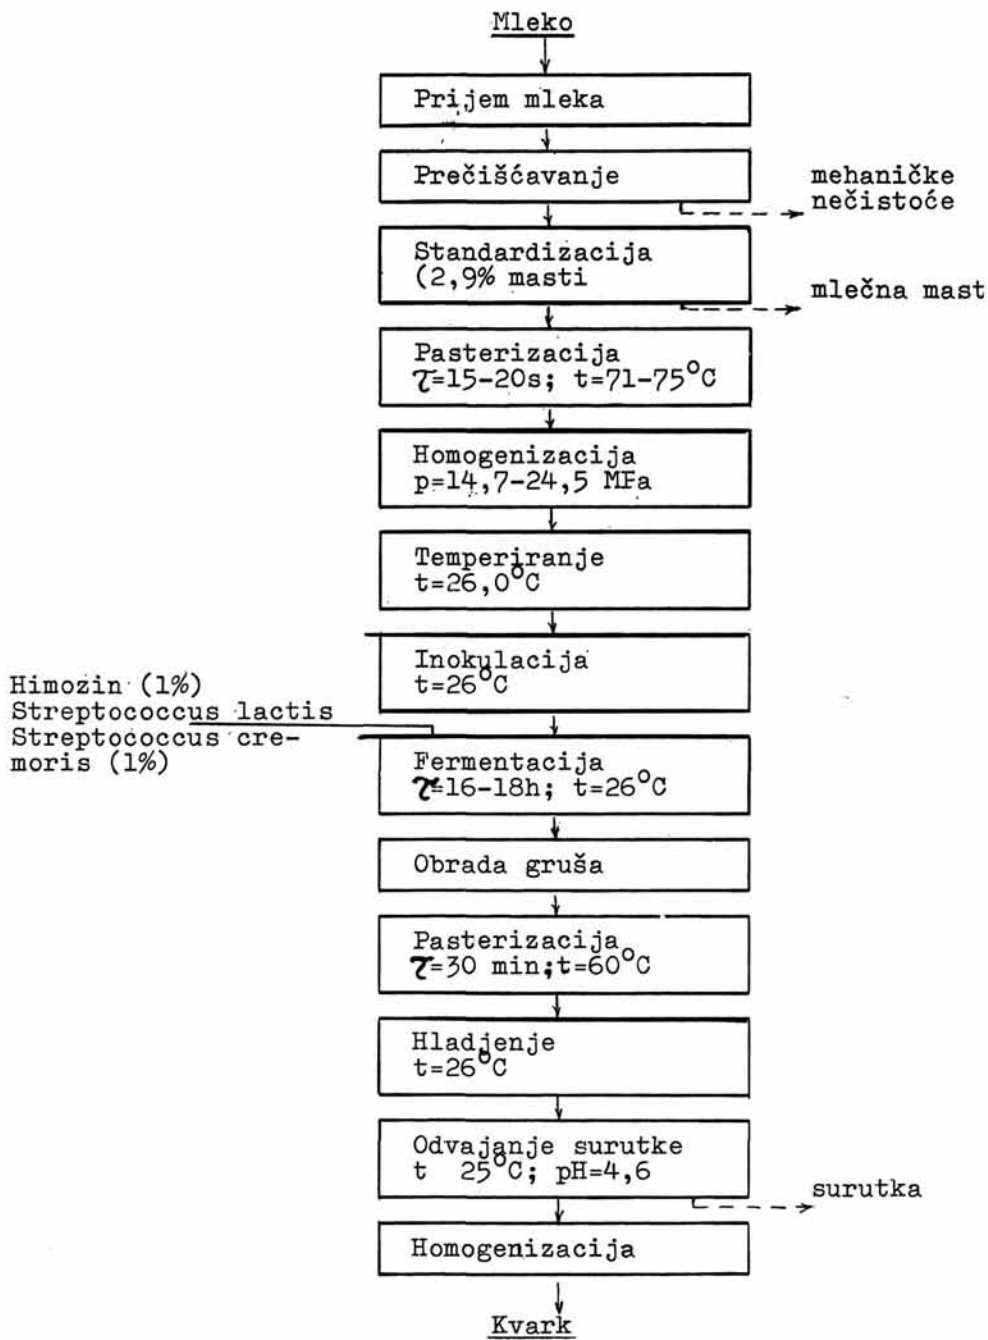 Mleko
Prijem mleka
Prečišćavanje
mehaničke
nečistoće
Standardizacija
(2,9% masti
mlečna mast
Pasterizacija
τ=15-20s; t=71-75°C
Homogenizacija
p=14,7-24,5 MPa
Temperiranje
t=26,0°C
Inokulacija
t=26°C
Himozin (1%)
Streptococcus lactis
Streptococcus cre-
moris (1%)
Fermentacija
τ=16-18h; t=26°C
Obrada gruša
Pasterizacija
τ=30 min;t=60°C
Hladjenje
t=26°C
Odvajanje surutke
t 25°C; pH=4,6
surutka
Homogenizacija
Kvark